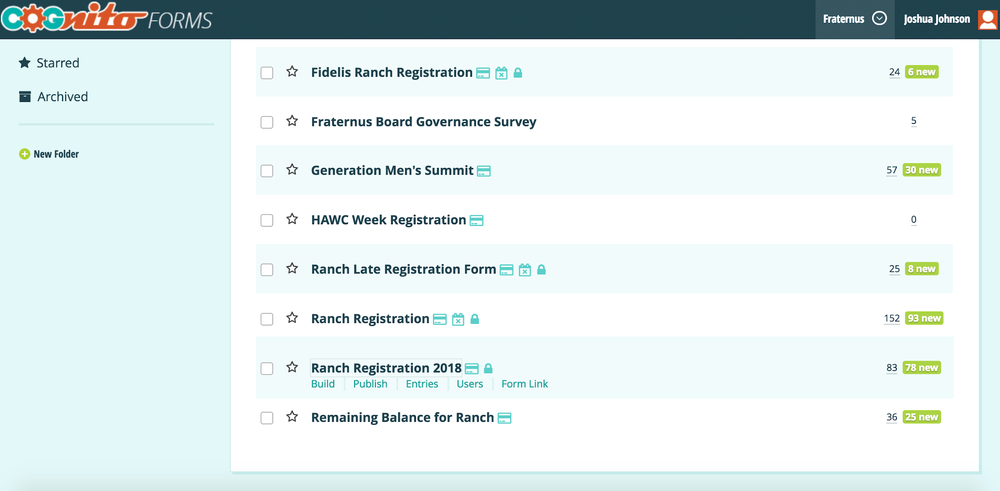 COGnito FORMS
Fraternus
Joshua Johnson
Starred
Archived
New Folder
Fidelis Ranch Registration 24 6 new
Fraternus Board Governance Survey 5
Generation Men's Summit 57 30 new
HAWC Week Registration 0
Ranch Late Registration Form 25 8 new
Ranch Registration 152 93 new
Ranch Registration 2018 83 78 new
Build Publish Entries Users Form Link
Remaining Balance for Ranch 36 25 new